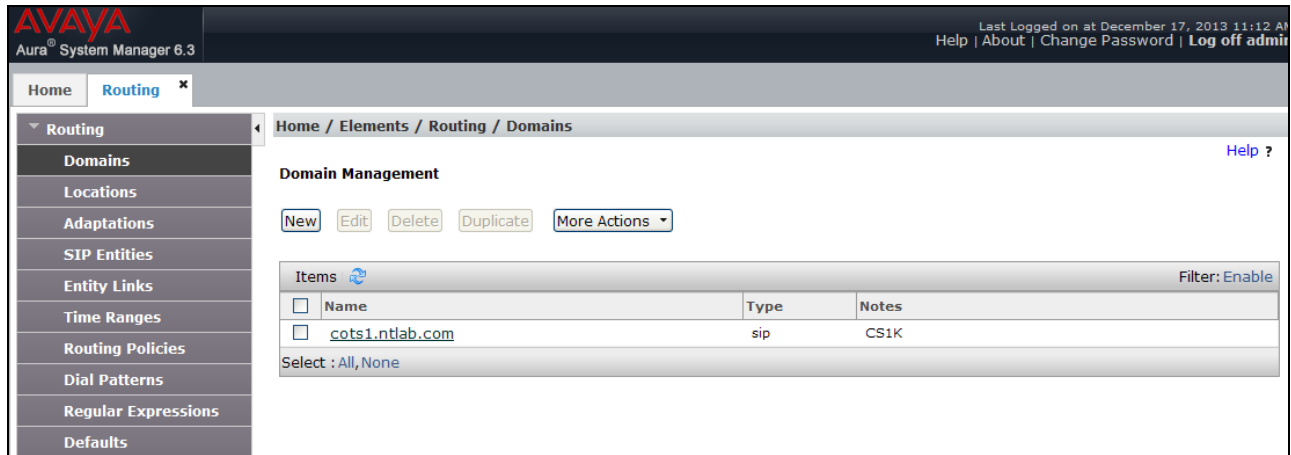 AVAYA
Last Logged on at December 17, 2013 11:12 AM
Aura® System Manager 6.3
Help | About | Change Password | Log off admin
Home Routing ✖
Routing
Home / Elements / Routing / Domains
Help ?
Domains
Domain Management
Locations
Adaptations
New Edit Delete Duplicate More Actions
SIP Entities
Entity Links
Items Filter: Enable
Time Ranges
Name Type Notes
cots1.ntlab.com sip CS1K
Routing Policies
Select : All, None
Dial Patterns
Regular Expressions
Defaults